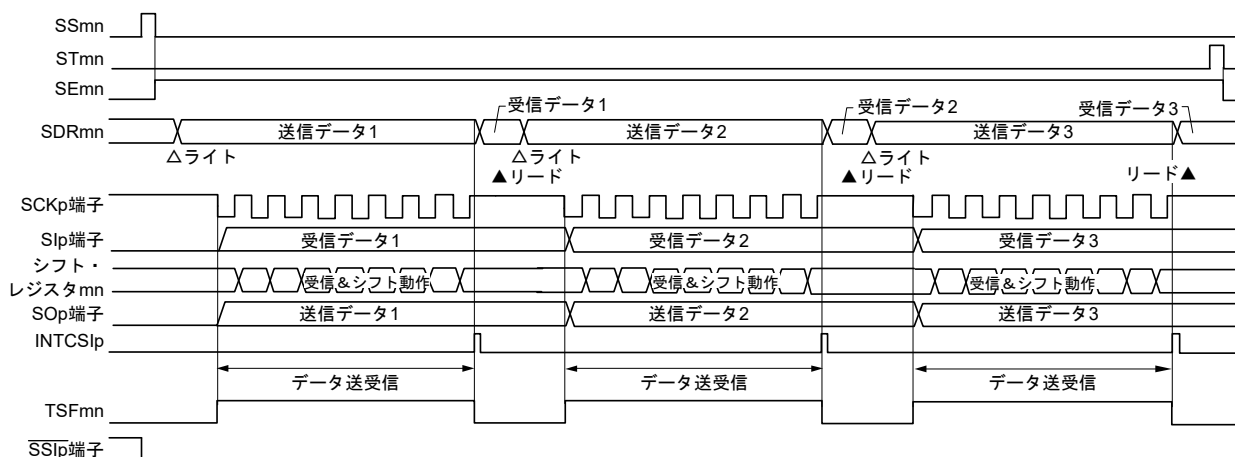 SSmn
STmn
SEmn
受信データ1 受信データ2 受信データ3
SDRmn 送信データ1 送信データ2 送信データ3
△ライト △ライト △ライト
▲リード ▲リード リード▲
SCKp端子
SIp端子 受信データ1 受信データ2 受信データ3
シフト・
レジスタmn 受信&シフト動作 受信&シフト動作 受信&シフト動作
SOp端子 送信データ1 送信データ2 送信データ3
INTCSIp
データ送受信 データ送受信 データ送受信
TSFmn
SSIp端子